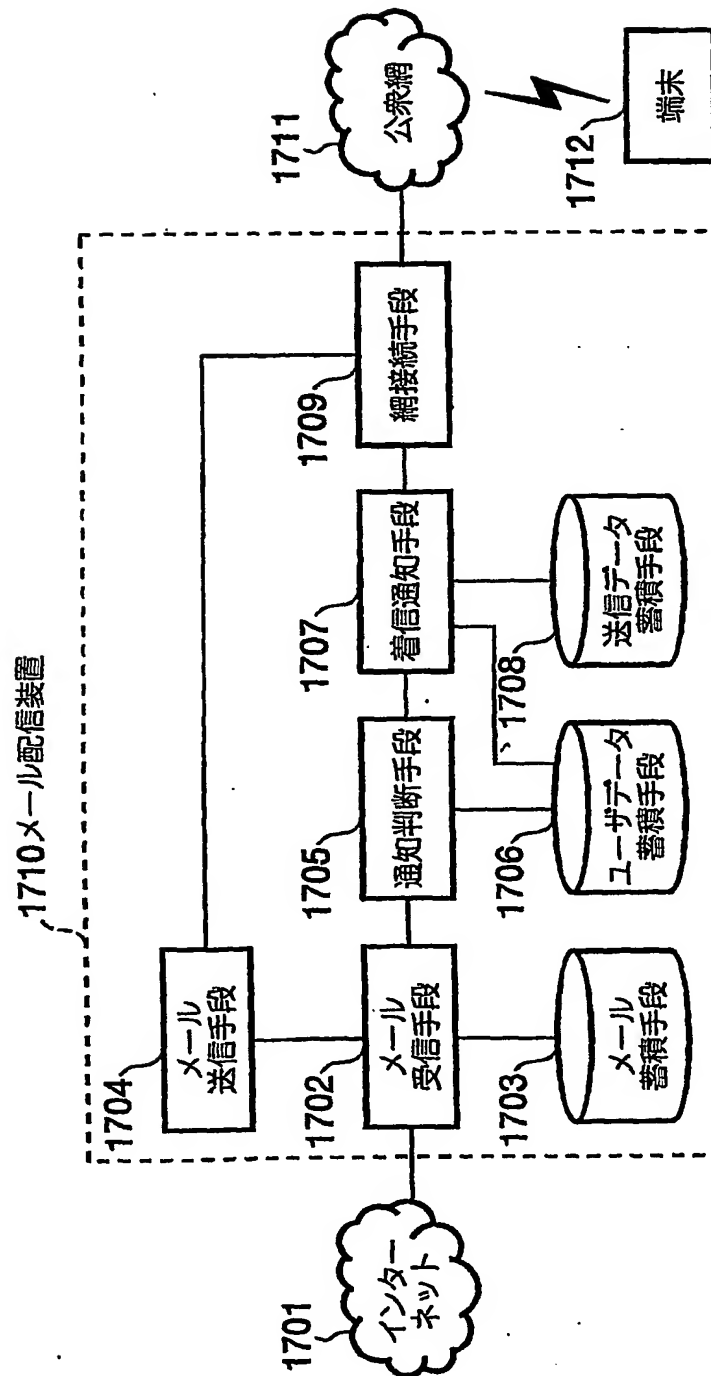 1710メール配信装置
1704
メール
送信手段
1701
インター
ネット
1702
メール
受信手段
1705
通知判断手段
1707
着信通知手段
1709
網接続手段
1711
公衆網
1703
メール
蓄積手段
1706
ユーザデータ
蓄積手段
1708
送信データ
蓄積手段
1712
端末